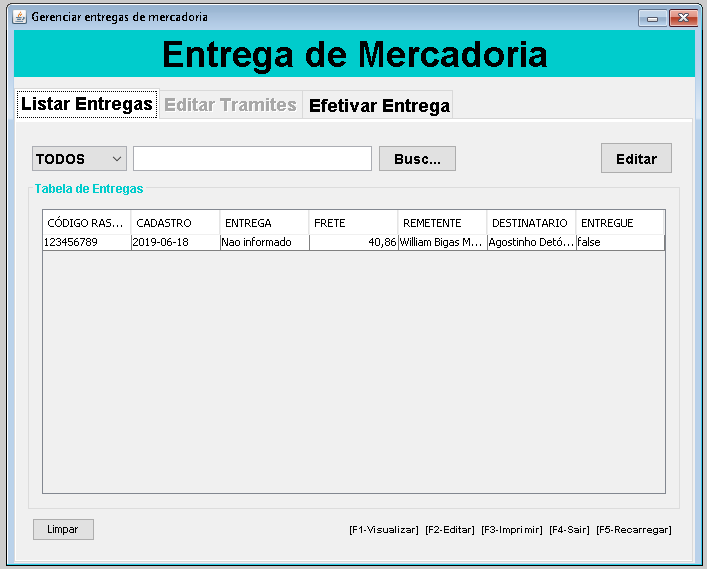 Gerenciar entregas de mercadoria
Entrega de Mercadoria
Listar Entregas Editar Tramites Efetivar Entrega
TODOS Busc... Editar
Tabela de Entregas
CÓDIGO RAS... CADASTRO ENTREGA FRETE REMETENTE DESTINATARIO ENTREGUE
123456789 2019-06-18 Nao informado 40,86 William Bigas M... Agostinho Detó... false
Limpar [F1-Visualizar] [F2-Editar] [F3-Imprimir] [F4-Sair] [F5-Recarregar]